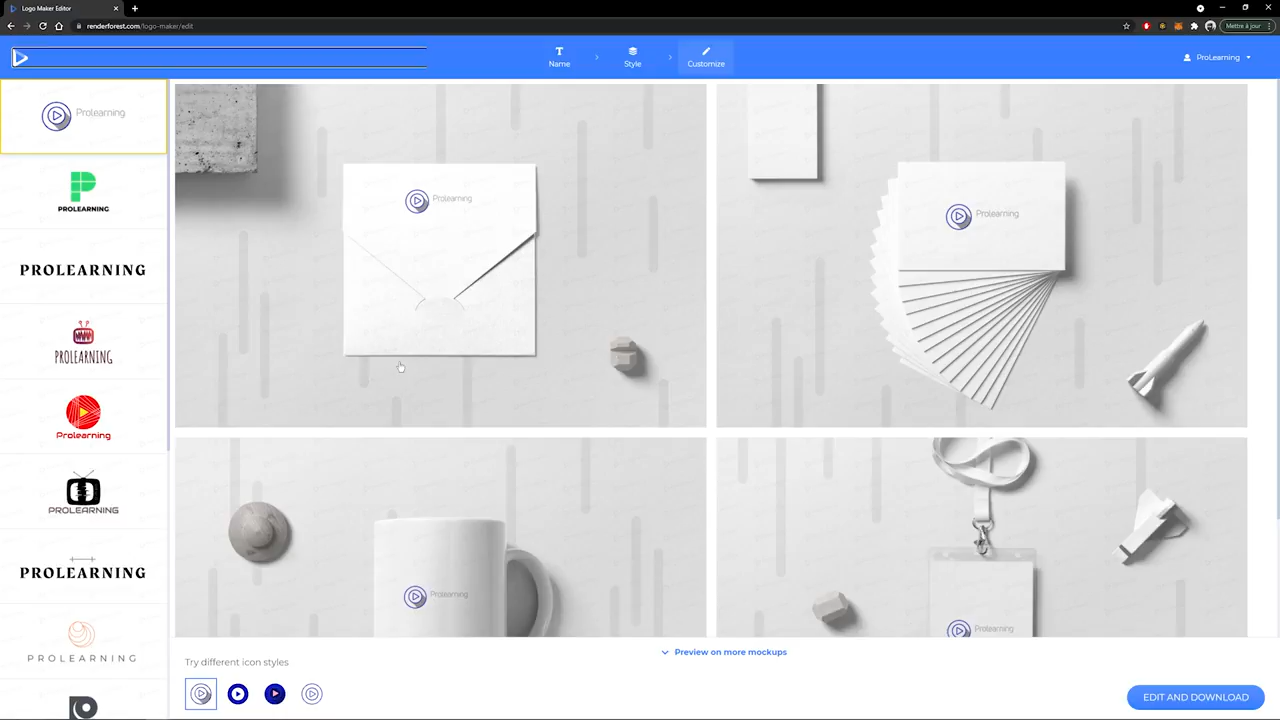 Logo Maker Editor
renderforest.com/logo-maker/edit
Mettre à jour
Name
Style
Customize
ProLearning
Prolearning
PROLEARNING
PROLEARNING
PROLEARNING
Prolearning
PROLEARNING
PROLEARNING
PROLEARNING
Prolearning
Prolearning
Prolearning
Prolearning
Preview on more mockups
Try different icon styles
EDIT AND DOWNLOAD